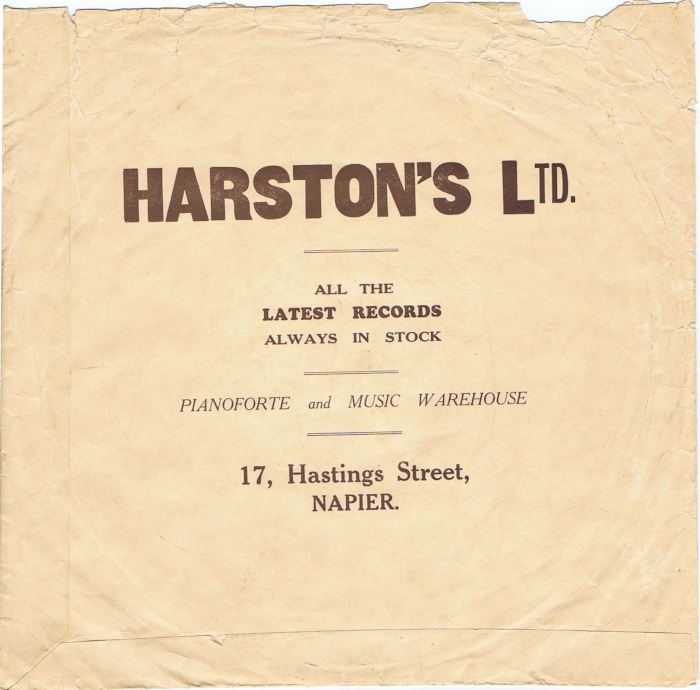 HARSTON'S LTD.
ALL THE
LATEST RECORDS
ALWAYS IN STOCK
PIANOFORTE and MUSIC WAREHOUSE
17, Hastings Street,
NAPIER.